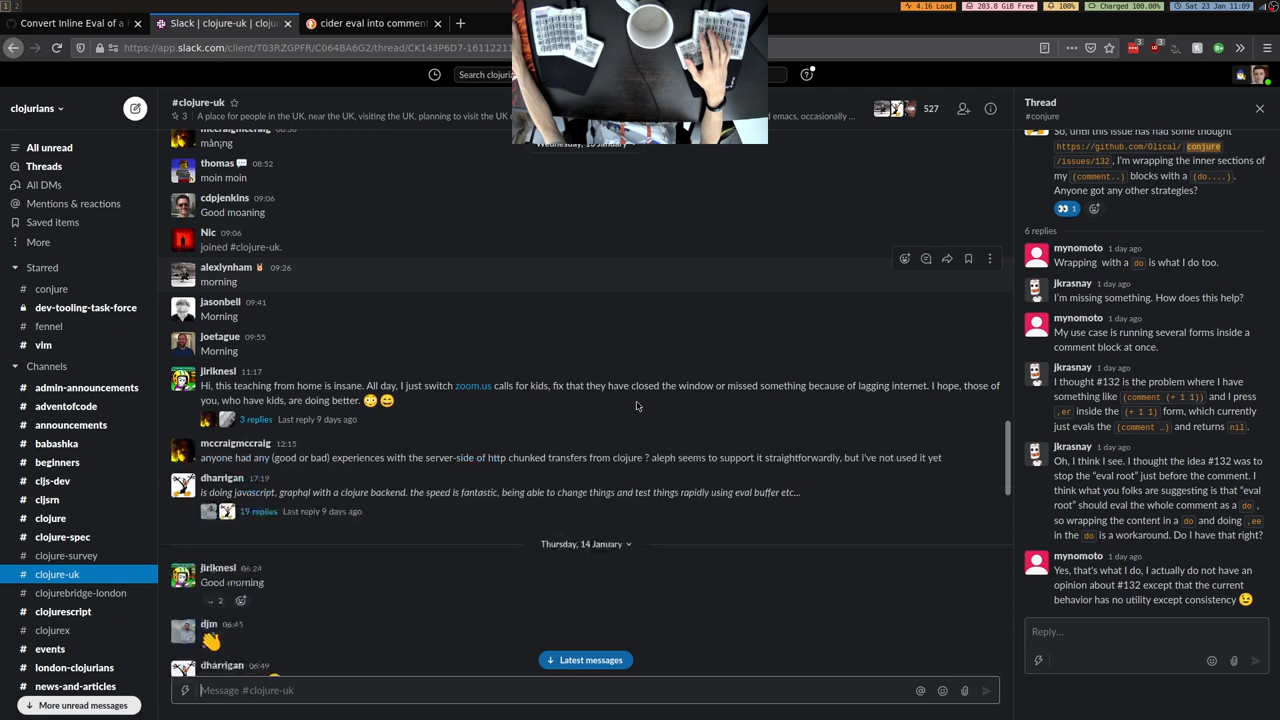 1 2
4.16 Load
203.8 GiB Free
100%
Charged 100.00%
Sat 23 Jan 11:09
Convert Inline Eval of a
Slack | clojure-uk | cloju
cider eval into comment
https://app.slack.com/client/T03RZGPFR/C064BA6G2/thread/CK143P6D7-1611221
3
3
Search clojuri
clojurians
All unread
Threads
All DMs
Mentions & reactions
Saved items
More
Starred
conjure
dev-tooling-task-force
fennel
vim
Channels
# admin-announcements
# adventofcode
# announcements
# babashka
# beginners
# cljs-dev
# cljsrn
# clojure
# clojure-spec
# clojure-survey
# clojure-uk
# clojurebridge-london
# clojurescript
# clojurex
# events
# london-clojurians
# news-and-articles
More unread messages
#clojure-uk
3 | A place for people in the UK, near the UK, visiting the UK, planning to visit the UK
emacs, occasionally ...
527
mccraigmccraig
mån¡ng
thomas 08:52
moin moin
cdpjenkins 09:06
Good moaning
Nic 09:06
joined #clojure-uk.
alexlynham 09:26
morning
jasonbell 09:41
Morning
joetague 09:55
Morning
jiriknesl 11:17
Hi, this teaching from home is insane. All day, I just switch zoom.us calls for kids, fix that they have closed the window or missed something because of lagging internet. I hope, those of
you, who have kids, are doing better.
3 replies Last reply 9 days ago
mccraigmccraig 12:15
anyone had any (good or bad) experiences with the server-side of http chunked transfers from clojure ? aleph seems to support it straightforwardly, but i've not used it yet
dharrigan 17:19
is doing javascript, graphql with a clojure backend. the speed is fantastic, being able to change things and test things rapidly using eval buffer etc...
19 replies Last reply 9 days ago
Thursday, 14 January
jiriknesl 06:24
Good morning
2
djm 06:45
dharrigan 06:49
Latest messages
Message #clojure-uk
Thread
#conjure
So, until this issue has had some thought
https://github.com/Olical/conjure
/issues/132, I'm wrapping the inner sections of
my (comment..) blocks with a (do....).
Anyone got any other strategies?
1
6 replies
mynomoto 1 day ago
Wrapping with a do is what I do too.
jkrasnay 1 day ago
I'm missing something. How does this help?
mynomoto 1 day ago
My use case is running several forms inside a
comment block at once.
jkrasnay 1 day ago
I thought #132 is the problem where I have
something like (comment (+ 1 1)) and I press
,er inside the (+ 1 1) form, which currently
just evals the (comment …) and returns nil.
jkrasnay 1 day ago
Oh, I think I see. I thought the idea #132 was to
stop the “eval root” just before the comment. I
think what you folks are suggesting is that “eval
root” should eval the whole comment as a do ,
so wrapping the content in a do and doing ,ee
in the do is a workaround. Do I have that right?
mynomoto 1 day ago
Yes, that's what I do, I actually do not have an
opinion about #132 except that the current
behavior has no utility except consistency
Reply...